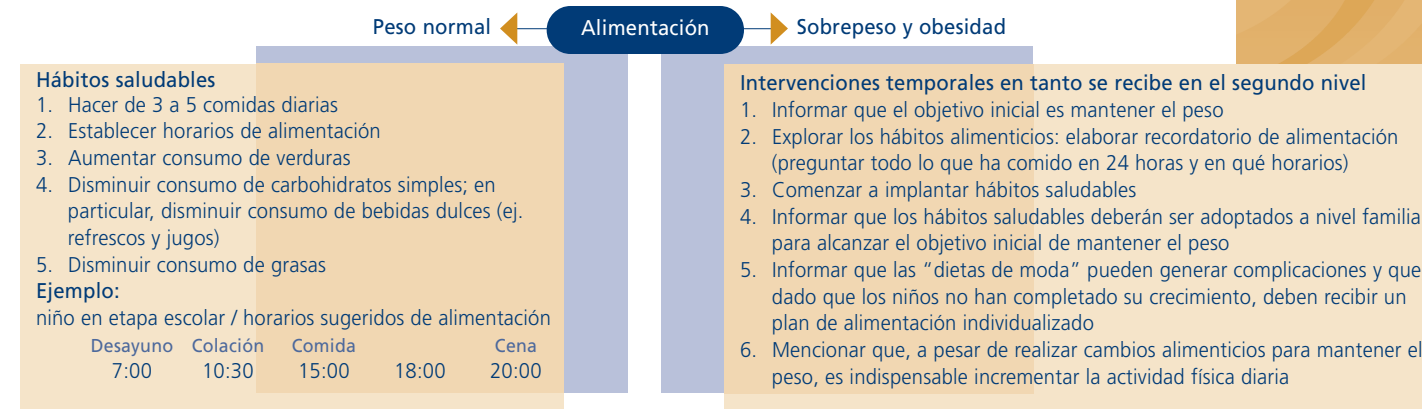 Peso normal Alimentación Sobrepeso y obesidad
Hábitos saludables
1. Hacer de 3 a 5 comidas diarias
2. Establecer horarios de alimentación
3. Aumentar consumo de verduras
4. Disminuir consumo de carbohidratos simples; en
particular, disminuir consumo de bebidas dulces (ej.
refrescos y jugos)
5. Disminuir consumo de grasas
Ejemplo:
niño en etapa escolar / horarios sugeridos de alimentación
Desayuno Colación Comida Cena
7:00 10:30 15:00 18:00 20:00
Intervenciones temporales en tanto se recibe en el segundo nivel
1. Informar que el objetivo inicial es mantener el peso
2. Explorar los hábitos alimenticios: elaborar recordatorio de alimentación
(preguntar todo lo que ha comido en 24 horas y en qué horarios)
3. Comenzar a implantar hábitos saludables
4. Informar que los hábitos saludables deberán ser adoptados a nivel familia
para alcanzar el objetivo inicial de mantener el peso
5. Informar que las “dietas de moda” pueden generar complicaciones y que
dado que los niños no han completado su crecimiento, deben recibir un
plan de alimentación individualizado
6. Mencionar que, a pesar de realizar cambios alimenticios para mantener el
peso, es indispensable incrementar la actividad física diaria